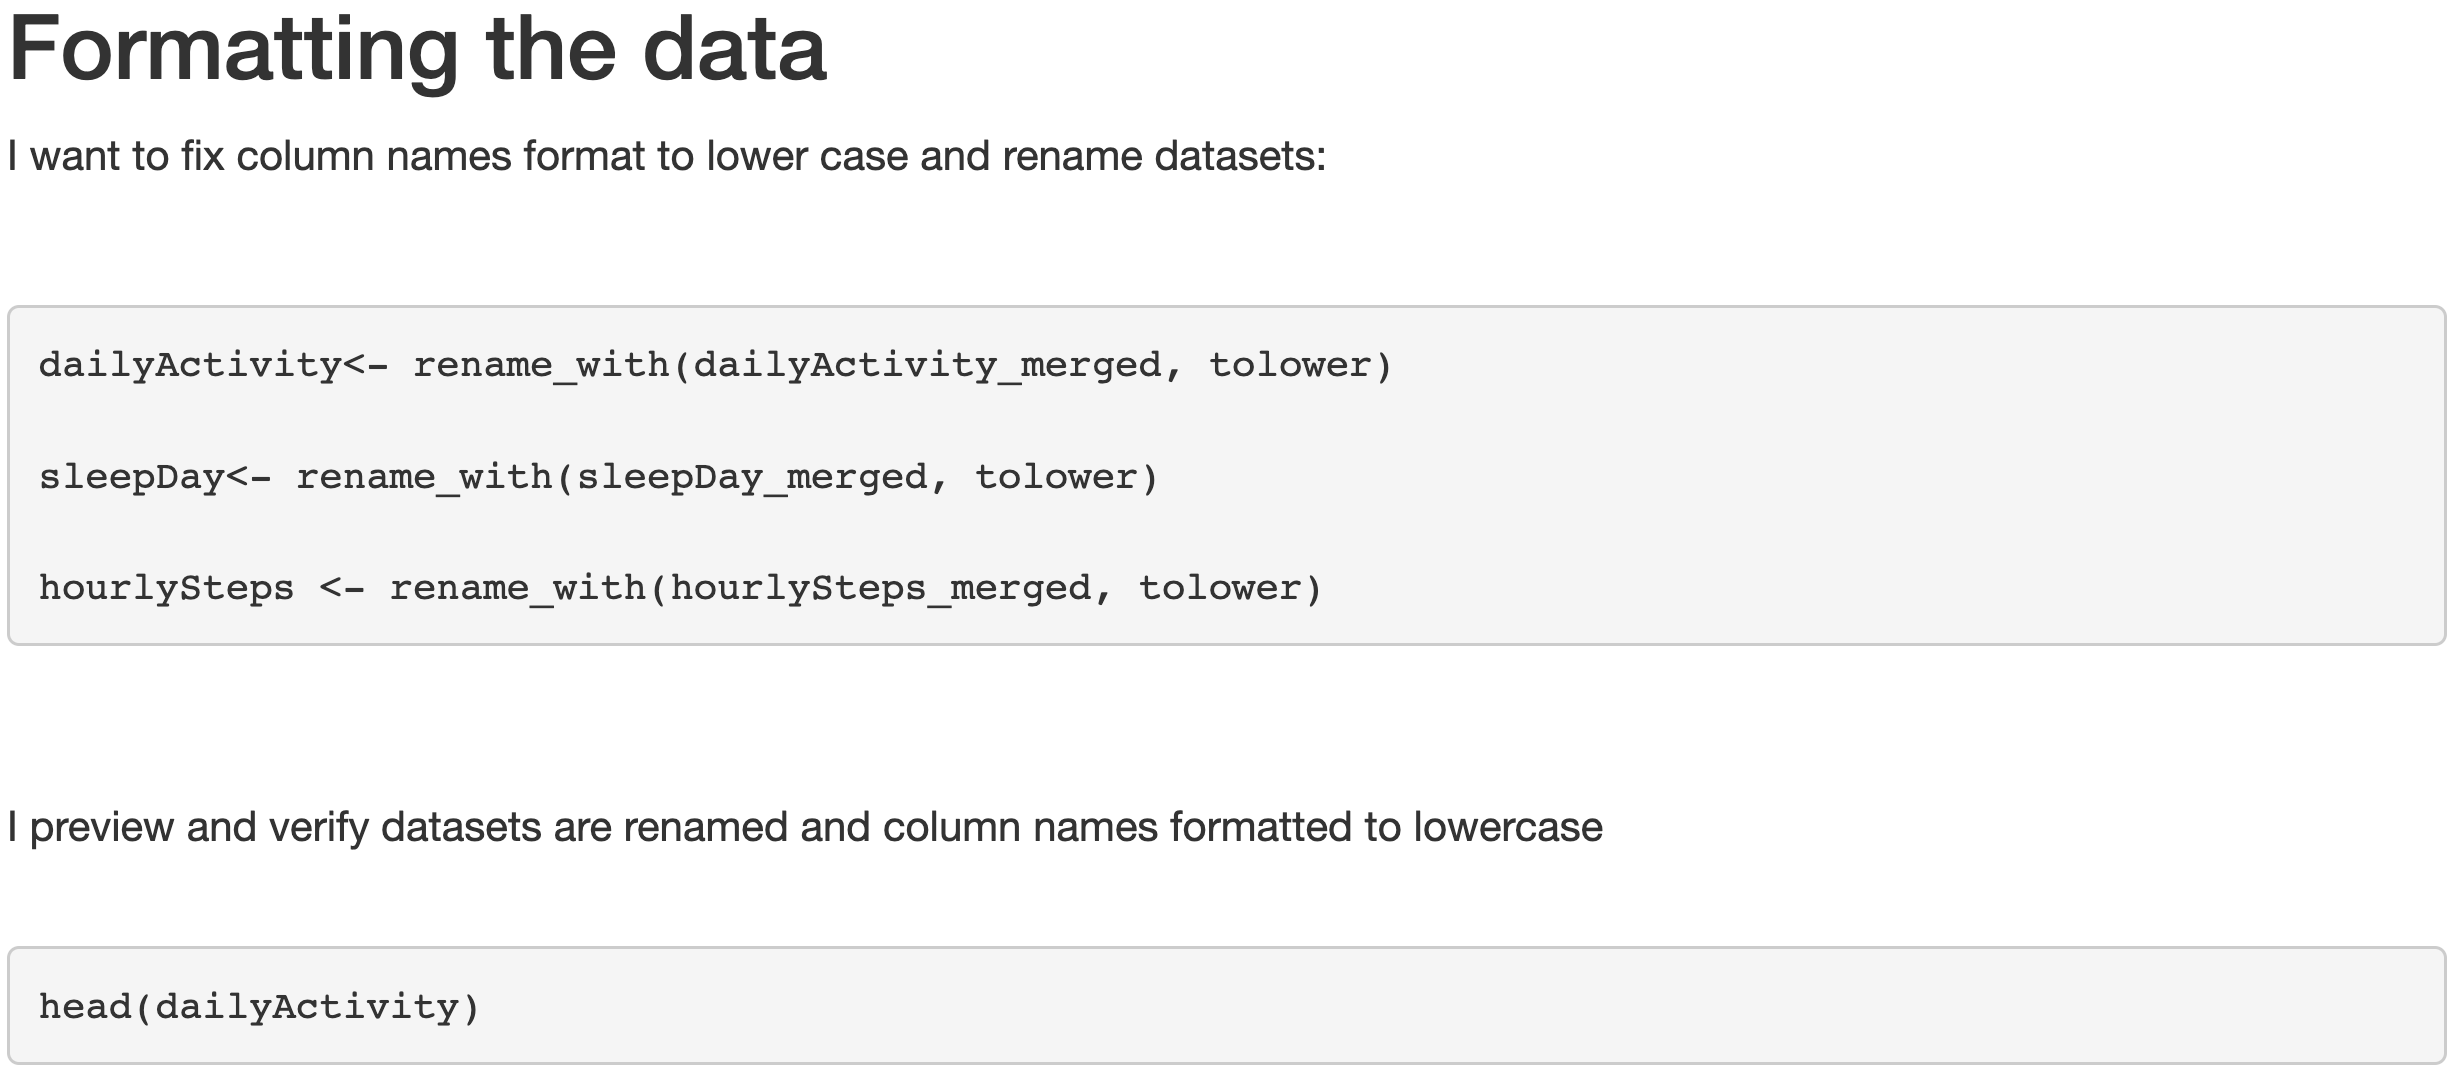 Formatting the data
I want to fix column names format to lower case and rename datasets:
dailyActivity<- rename_with(dailyActivity_merged, tolower)
sleepDay<- rename_with(sleepDay_merged, tolower)
hourlySteps <- rename_with(hourlySteps_merged, tolower)
I preview and verify datasets are renamed and column names formatted to lowercase
head(dailyActivity)